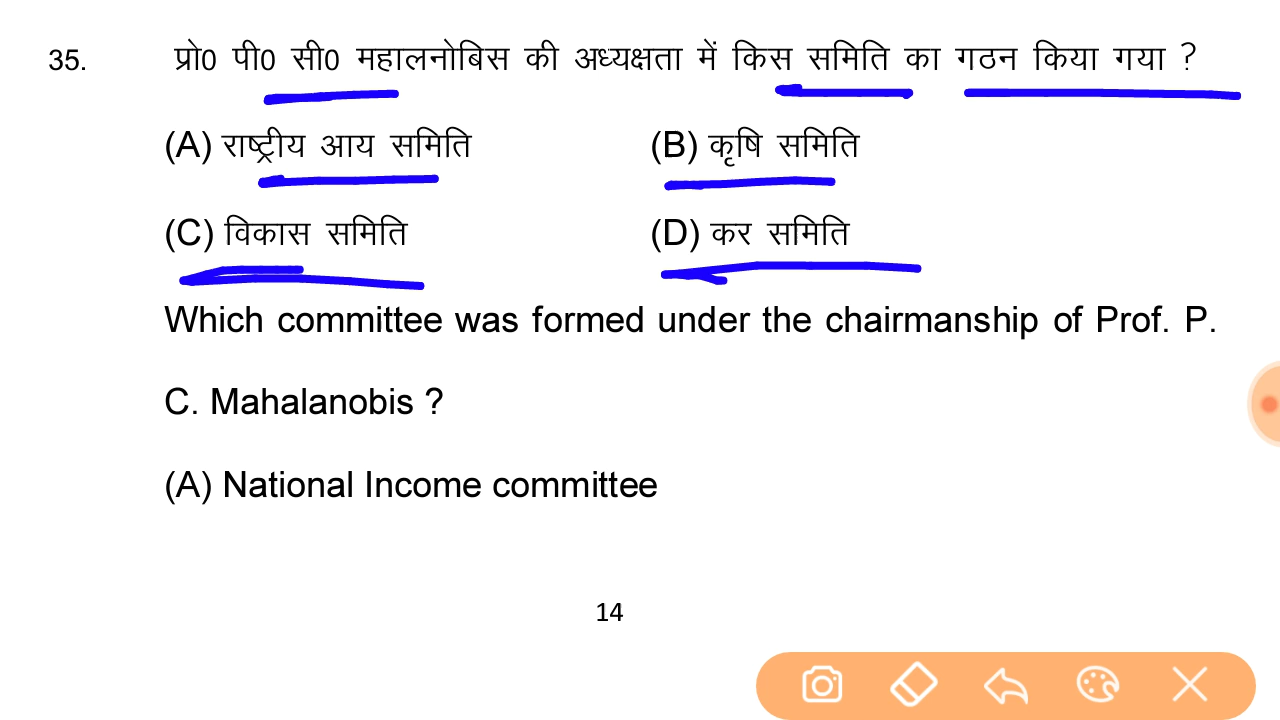 35. प्रो0 पी0 सी0 महालनोबिस की अध्यक्षता में किस समिति का गठन किया गया ?
(A) राष्ट्रीय आय समिति (B) कृषि समिति
(C) विकास समिति (D) कर समिति
Which committee was formed under the chairmanship of Prof. P.
C. Mahalanobis ?
(A) National Income committee
14